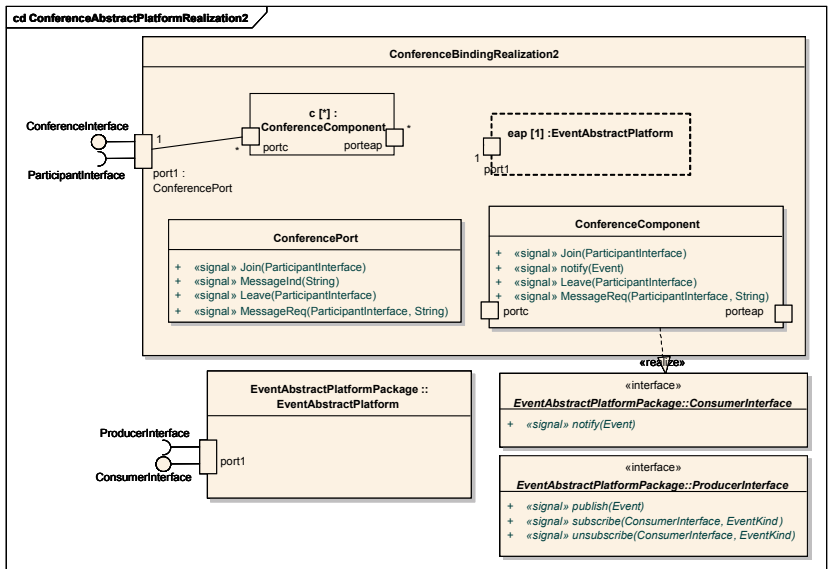 cd ConferenceAbstractPlatformRealization2
ConferenceBindingRealization2
c [*] :
ConferenceComponent
*
portc
porteap
*
eap [1] :EventAbstractPlatform
1
port1
ConferenceInterface
ParticipantInterface
1
port1 :
ConferencePort
ConferencePort
+ «signal» Join(ParticipantInterface)
+ «signal» MessageInd(String)
+ «signal» Leave(ParticipantInterface)
+ «signal» MessageReq(ParticipantInterface, String)
ConferenceComponent
+ «signal» Join(ParticipantInterface)
+ «signal» notify(Event)
+ «signal» Leave(ParticipantInterface)
+ «signal» MessageReq(ParticipantInterface, String)
portc
porteap
«realize»
EventAbstractPlatformPackage ::
EventAbstractPlatform
ProducerInterface
ConsumerInterface
port1
«interface»
EventAbstractPlatformPackage::ConsumerInterface
+ «signal» notify(Event)
«interface»
EventAbstractPlatformPackage::ProducerInterface
+ «signal» publish(Event)
+ «signal» subscribe(ConsumerInterface, EventKind)
+ «signal» unsubscribe(ConsumerInterface, EventKind)